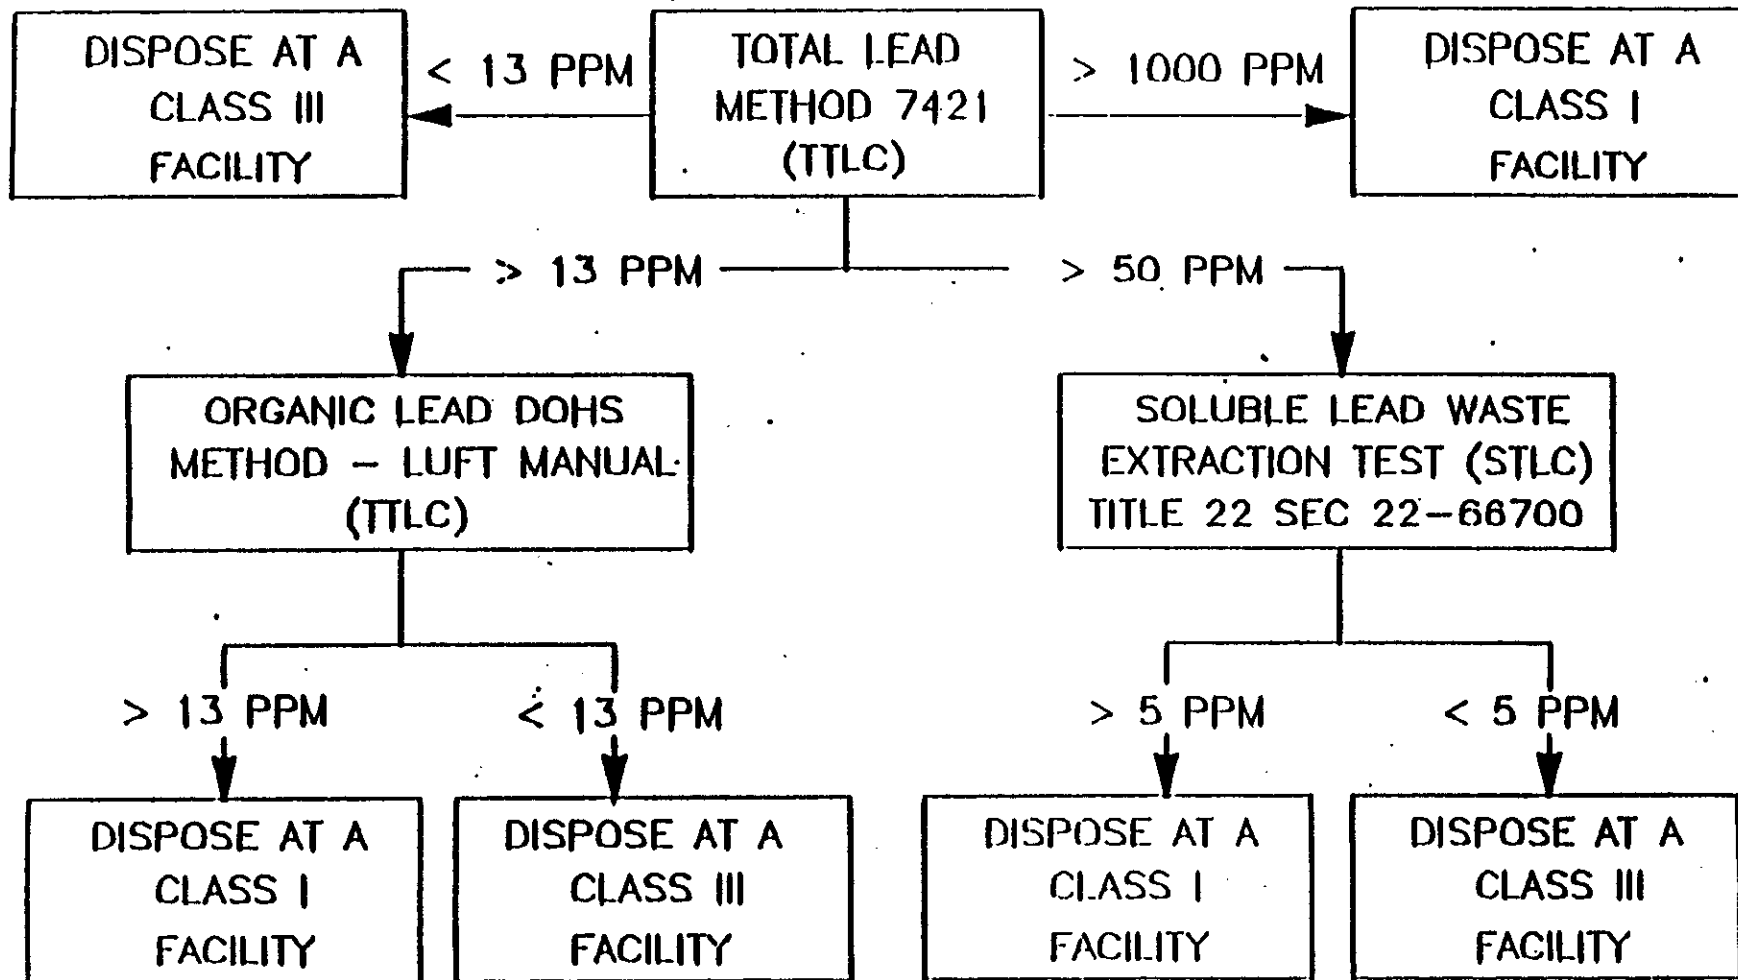 DISPOSE AT A
CLASS III
FACILITY
< 13 PPM
TOTAL LEAD
METHOD 7421
(TTLC)
> 1000 PPM
DISPOSE AT A
CLASS I
FACILITY
> 13 PPM
> 50 PPM
ORGANIC LEAD DOHS
METHOD - LUFT MANUAL
(TTLC)
SOLUBLE LEAD WASTE
EXTRACTION TEST (STLC)
TITLE 22 SEC 22-66700
> 13 PPM
< 13 PPM
> 5 PPM
< 5 PPM
DISPOSE AT A
CLASS I
FACILITY
DISPOSE AT A
CLASS III
FACILITY
DISPOSE AT A
CLASS I
FACILITY
DISPOSE AT A
CLASS III
FACILITY